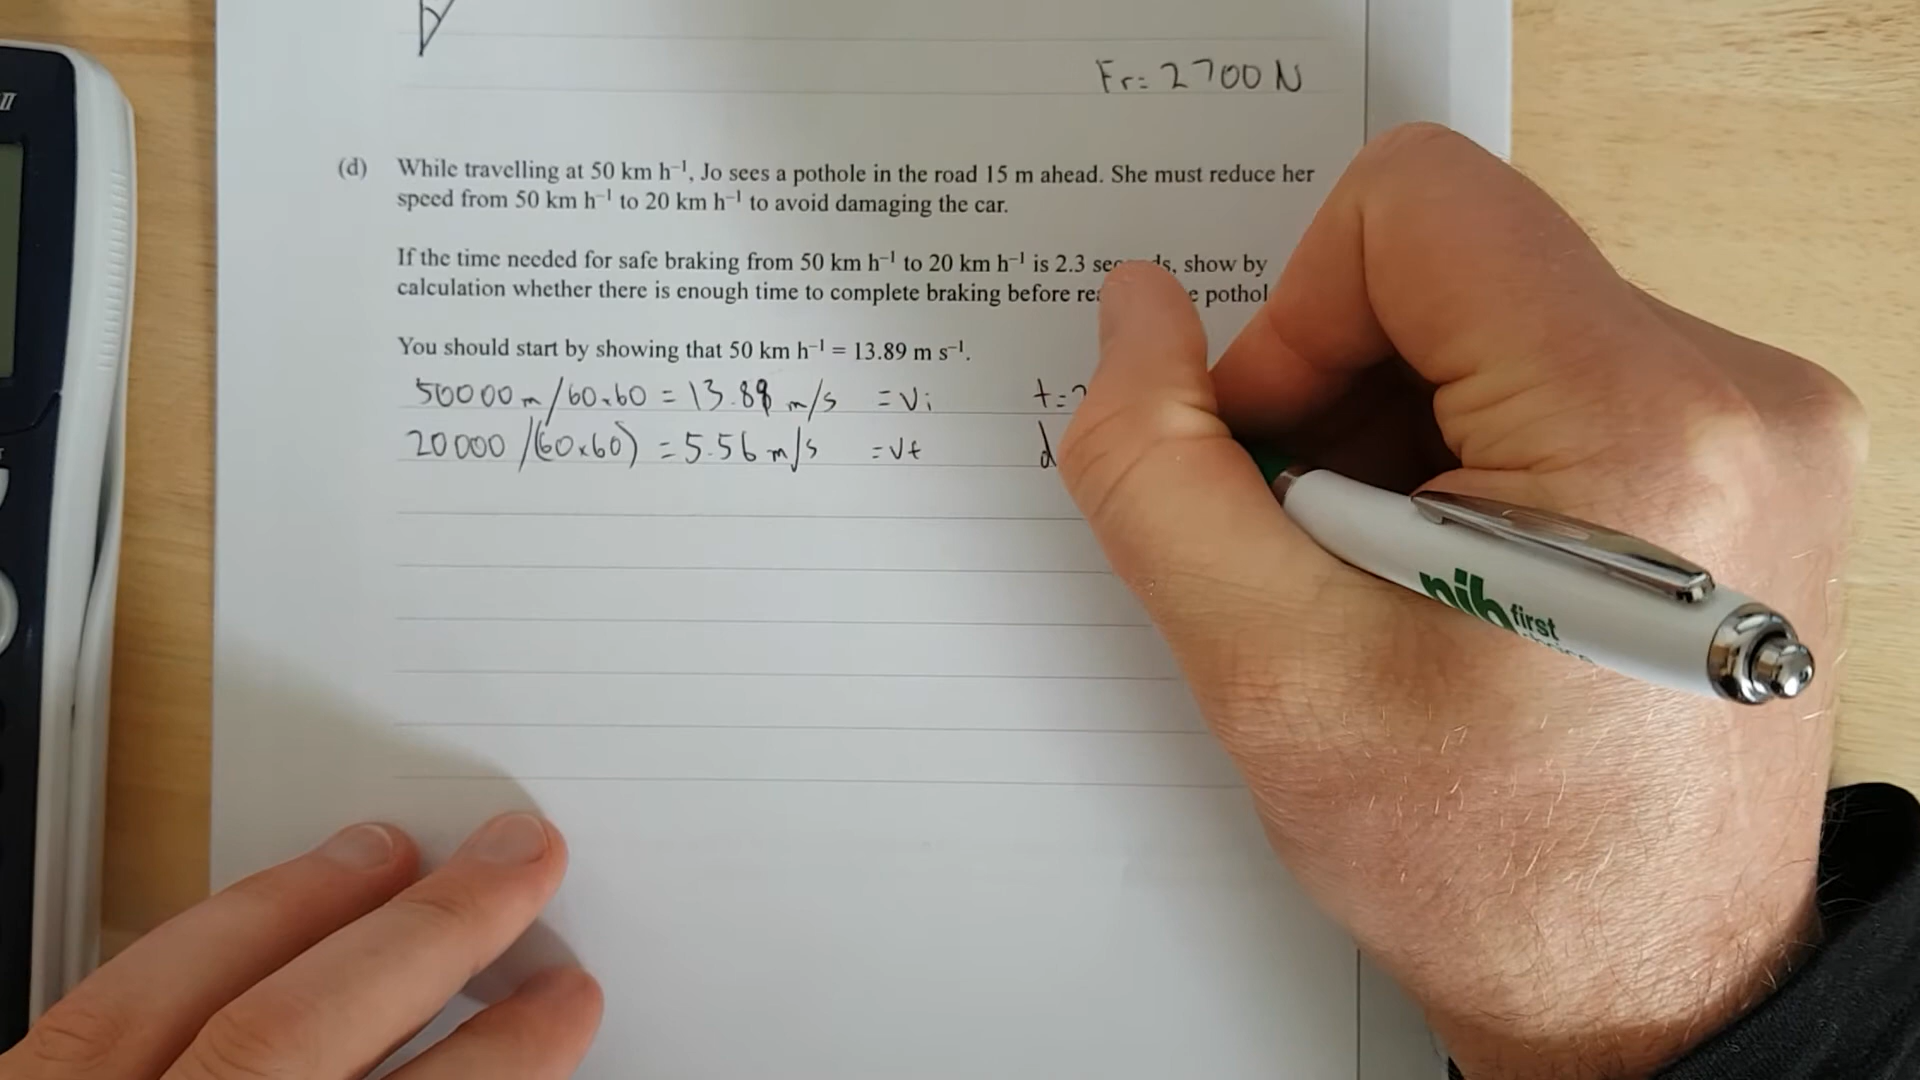 II
Fr= 2700 N
(d) While travelling at 50 km h⁻¹, Jo sees a pothole in the road 15 m ahead. She must reduce her
speed from 50 km h⁻¹ to 20 km h⁻¹ to avoid damaging the car.
If the time needed for safe braking from 50 km h⁻¹ to 20 km h⁻¹ is 2.3 , show by
calculation whether there is enough time to complete braking before
You should start by showing that 50 km h⁻¹ = 13.89 m s⁻¹.
50000m/60×60 = 13.89 m/s = Vi t=
20000/(60×60) = 5.56 m/s = Vf d
nib first